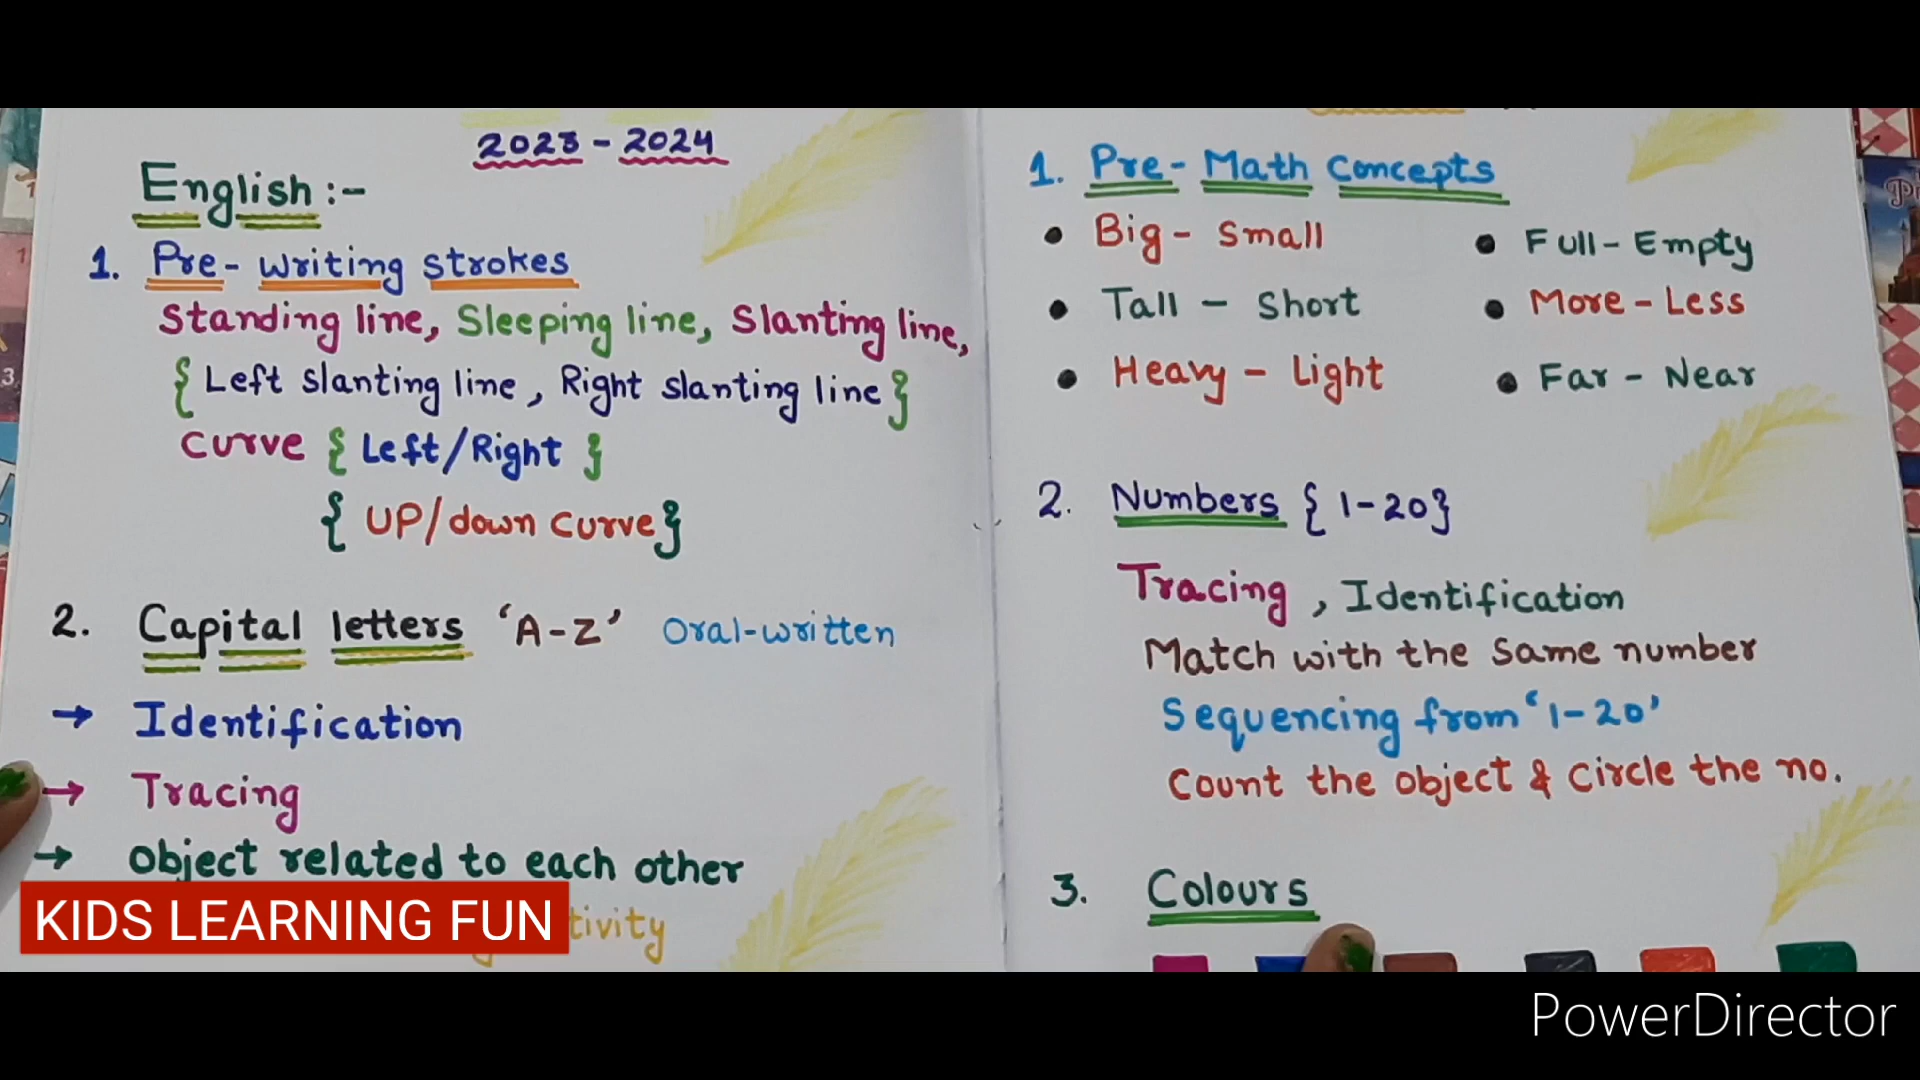 2023-2024
English :-
1. Pre-writing strokes
Standing line, Sleeping line, Slanting line,
{ Left slanting line, Right slanting line }
Curve { Left/Right }
{ UP/down curve }
2. Capital letters 'A-Z' Oral-written
→ Identification
→ Tracing
→ Object related to each other
tivity
KIDS LEARNING FUN
1. Pre-Math Concepts
• Big - Small
• Full - Empty
• Tall - Short
• More - Less
• Heavy - Light
• Far - Near
2. Numbers { 1-20 }
Tracing, Identification
Match with the same number
Sequencing from '1-20'
Count the object & circle the no.
3. Colours
PowerDirector